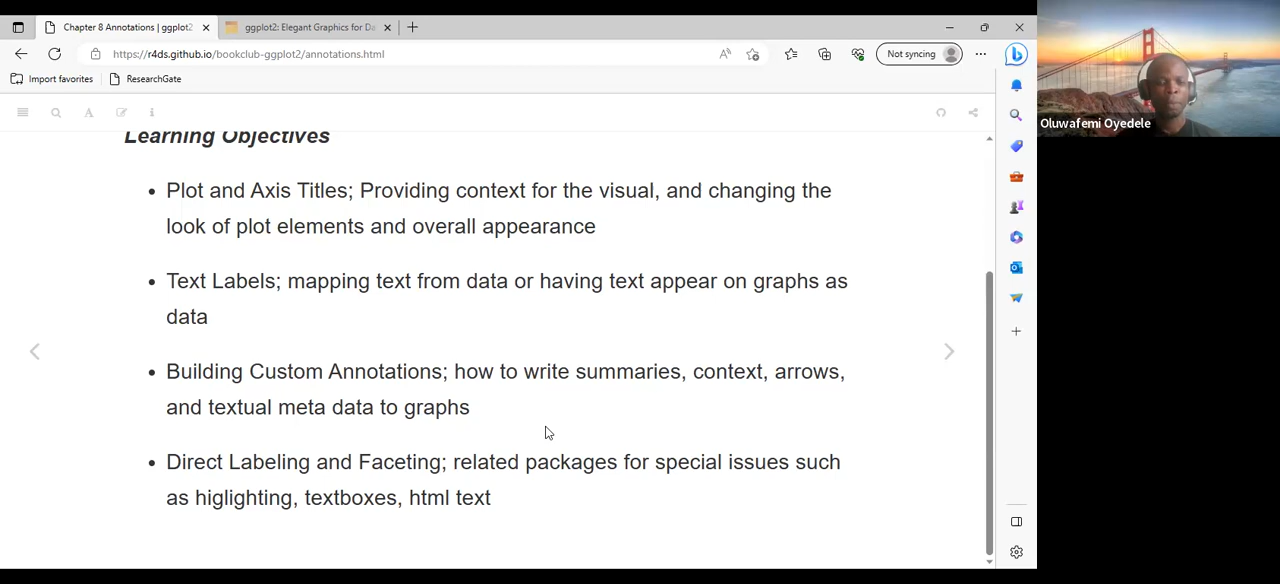 Chapter 8 Annotations | ggplot2
ggplot2: Elegant Graphics for Da
https://r4ds.github.io/bookclub-ggplot2/annotations.html
Not syncing
Import favorites
ResearchGate
Oluwafemi Oyedele
Learning Objectives
• Plot and Axis Titles; Providing context for the visual, and changing the
look of plot elements and overall appearance
• Text Labels; mapping text from data or having text appear on graphs as
data
• Building Custom Annotations; how to write summaries, context, arrows,
and textual meta data to graphs
• Direct Labeling and Faceting; related packages for special issues such
as higlighting, textboxes, html text